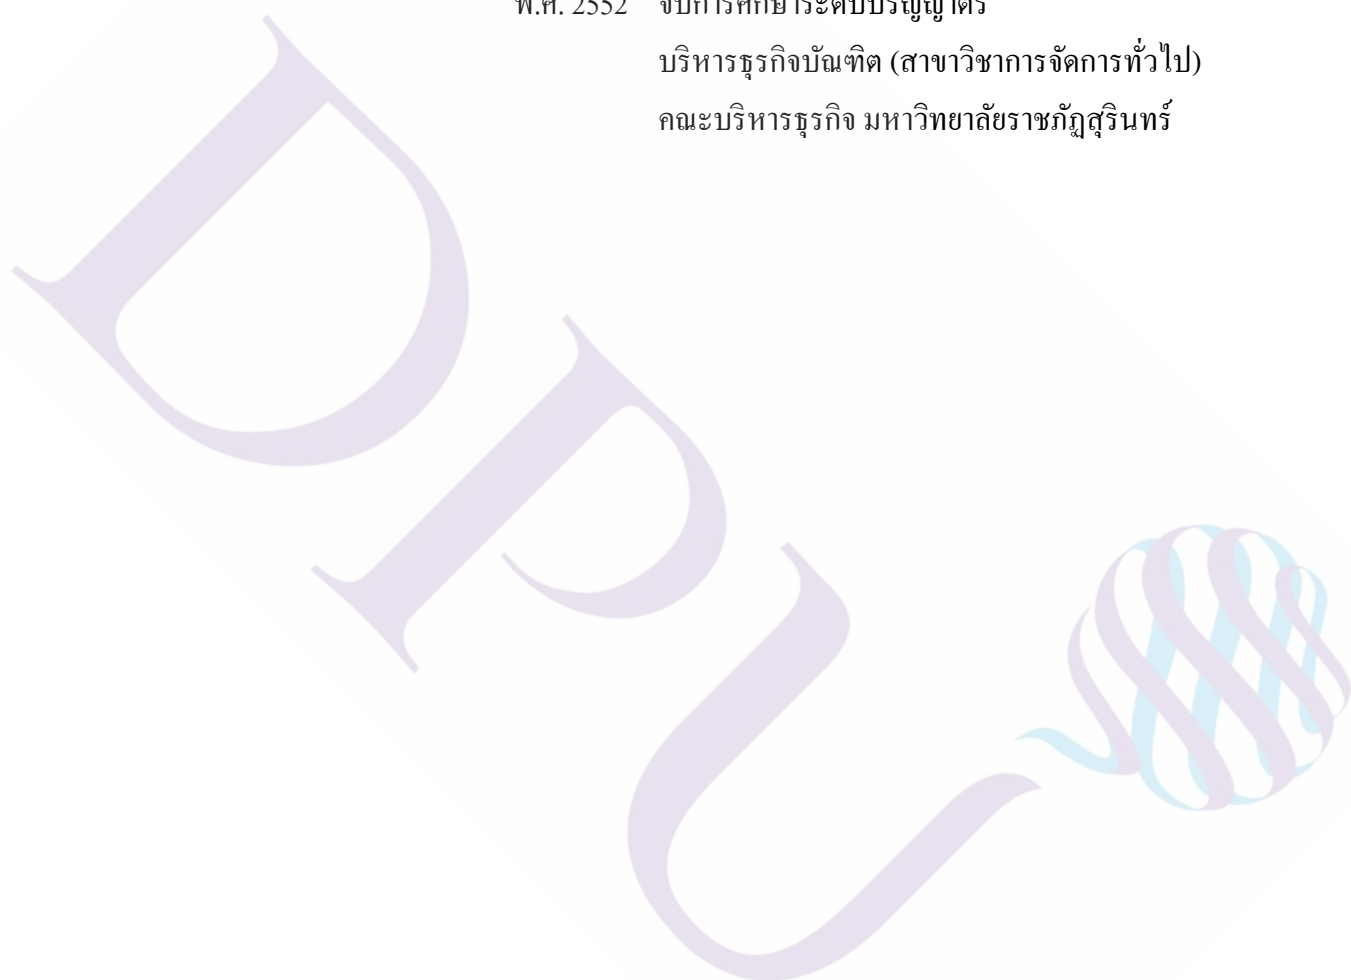 พ.ศ. 2552 จบการศึกษาระดับปริญญาตรี
บริหารธุรกิจบัณฑิต (สาขาวิชาการจัดการทั่วไป)
คณะบริหารธุรกิจ มหาวิทยาลัยราชภัฏสุรินทร์
DPU